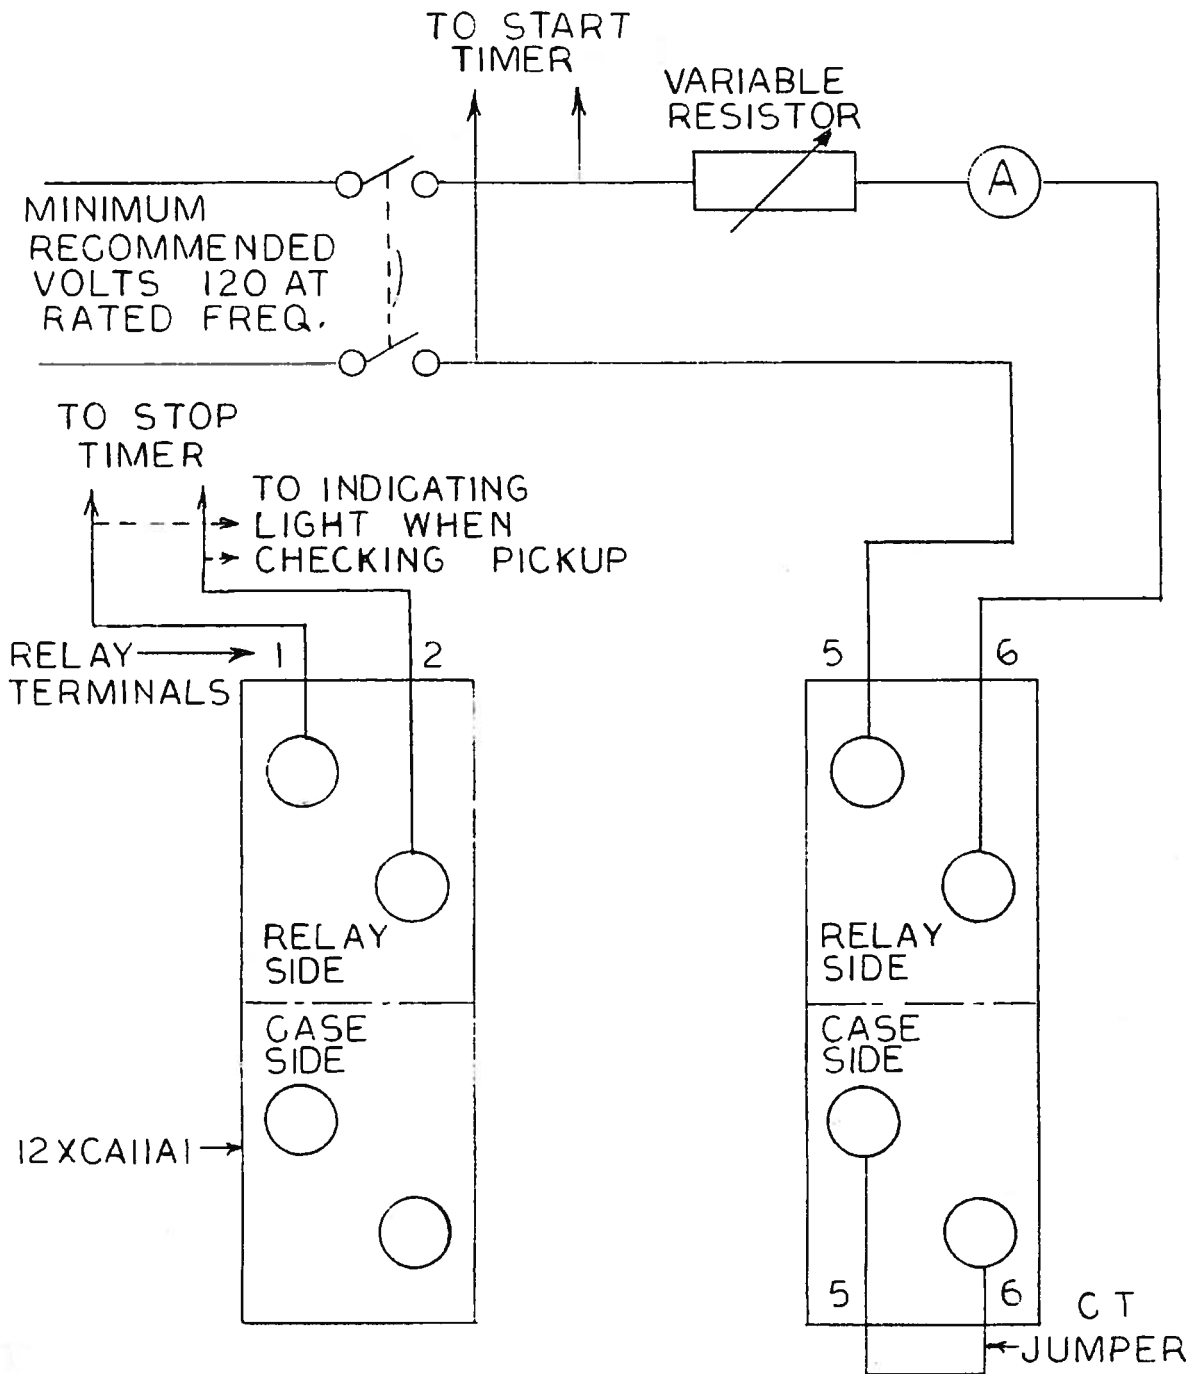 TO START
TIMER
VARIABLE
RESISTOR
A
MINIMUM
RECOMMENDED
VOLTS 120 AT
RATED FREQ.
TO STOP
TIMER
TO INDICATING
LIGHT WHEN
CHECKING PICKUP
RELAY
TERMINALS
1
2
5
6
RELAY
SIDE
RELAY
SIDE
CASE
SIDE
CASE
SIDE
12XCA11A1
5
6
CT
JUMPER